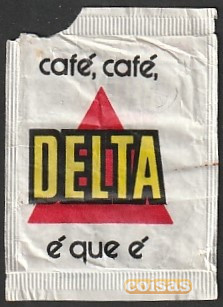 café, café,
DELTA
é que é
coisas